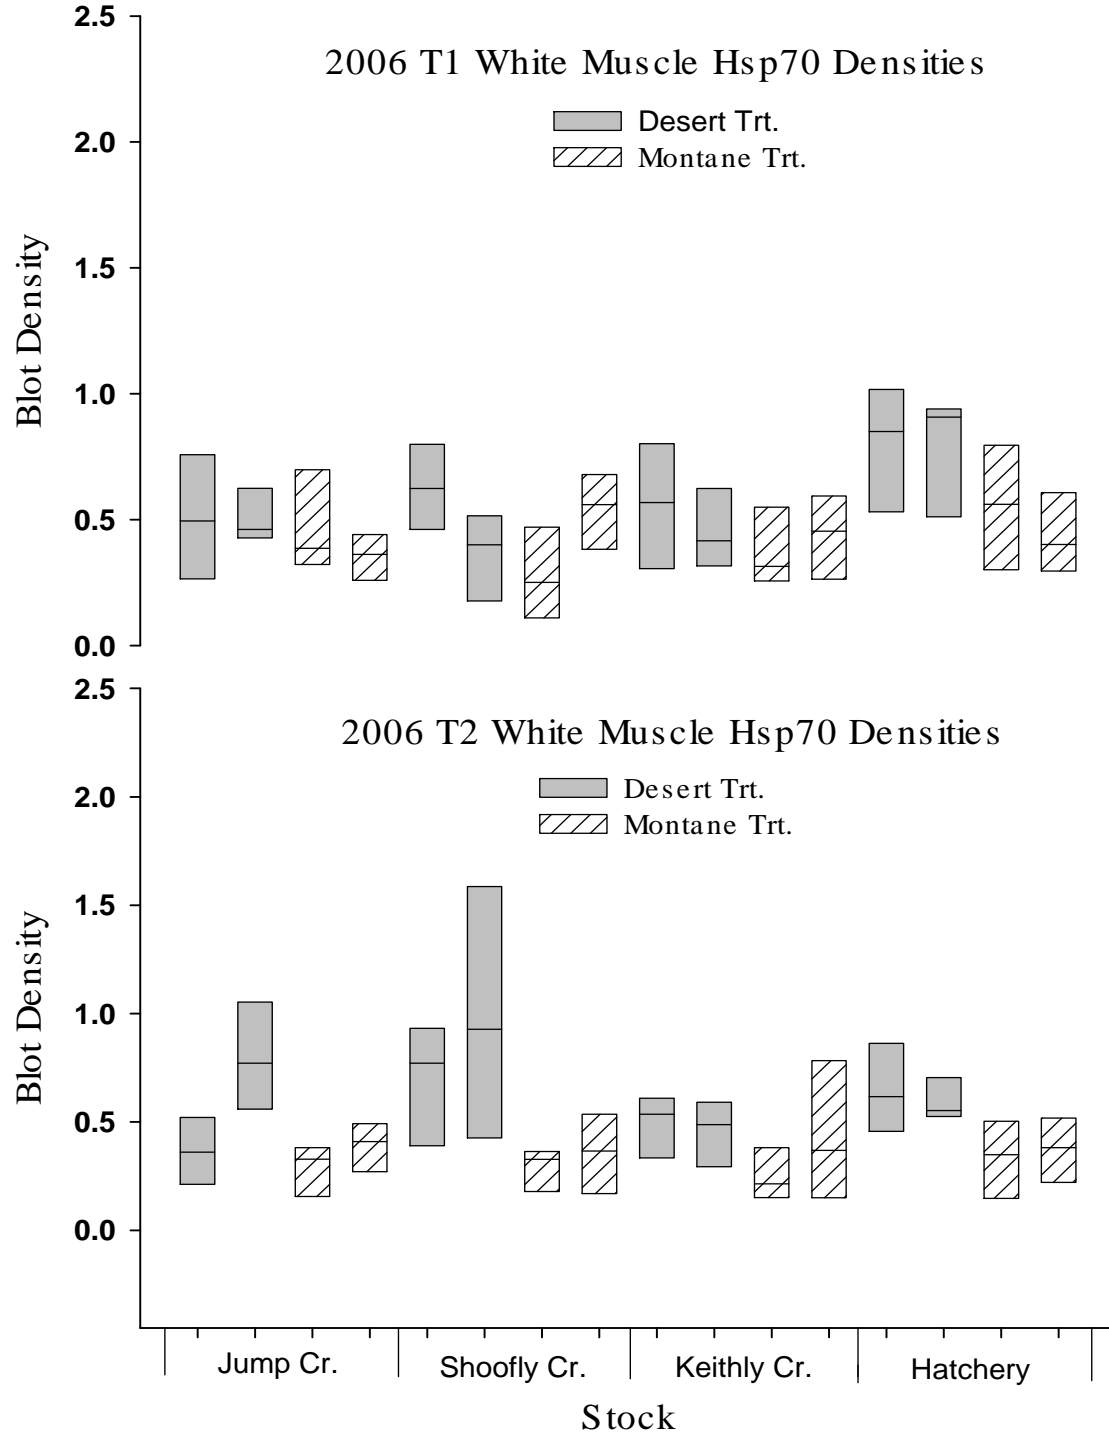 2.5
2006 T1 White Muscle Hsp70 Densities
Desert Trt.
2.0
Montane Trt.
1.5
Blot Density
1.0
0.5
0.0
2.5
2006 T2 White Muscle Hsp70 Densities
Desert Trt.
2.0
Montane Trt.
1.5
Blot Density
1.0
0.5
0.0
Jump Cr. Shoofly Cr. Keithly Cr. Hatchery
Stock